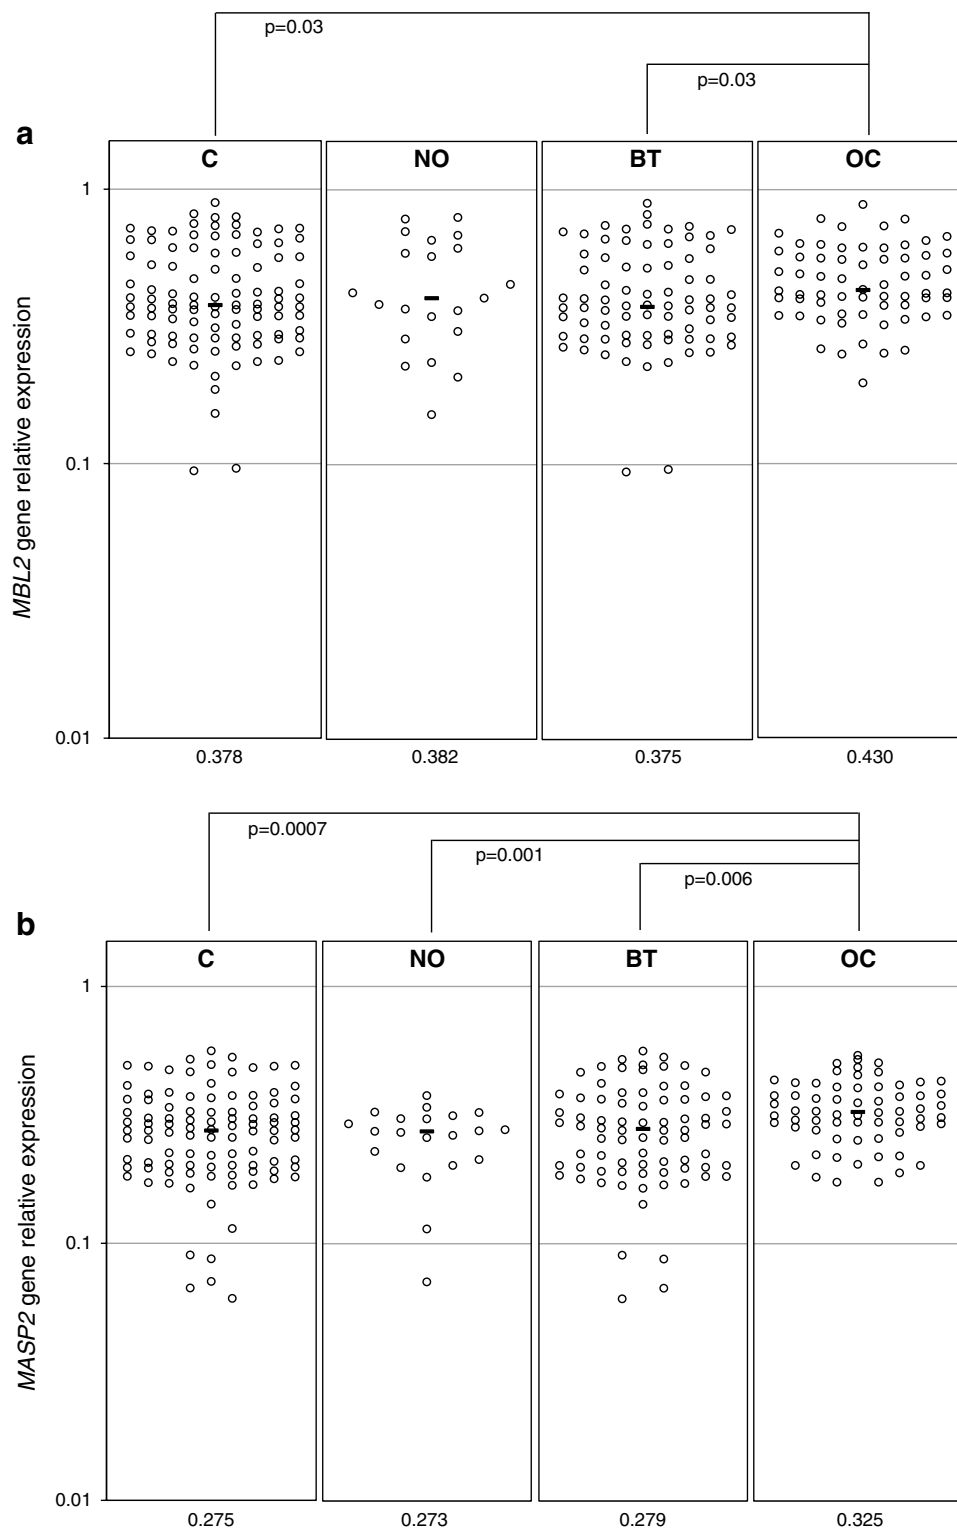 p=0.03
p=0.03
a
C NO BT OC
1
0.1
0.01
MBL2 gene relative expression
0.378 0.382 0.375 0.430
p=0.0007
p=0.001
p=0.006
b
C NO BT OC
1
0.1
0.01
MASP2 gene relative expression
0.275 0.273 0.279 0.325